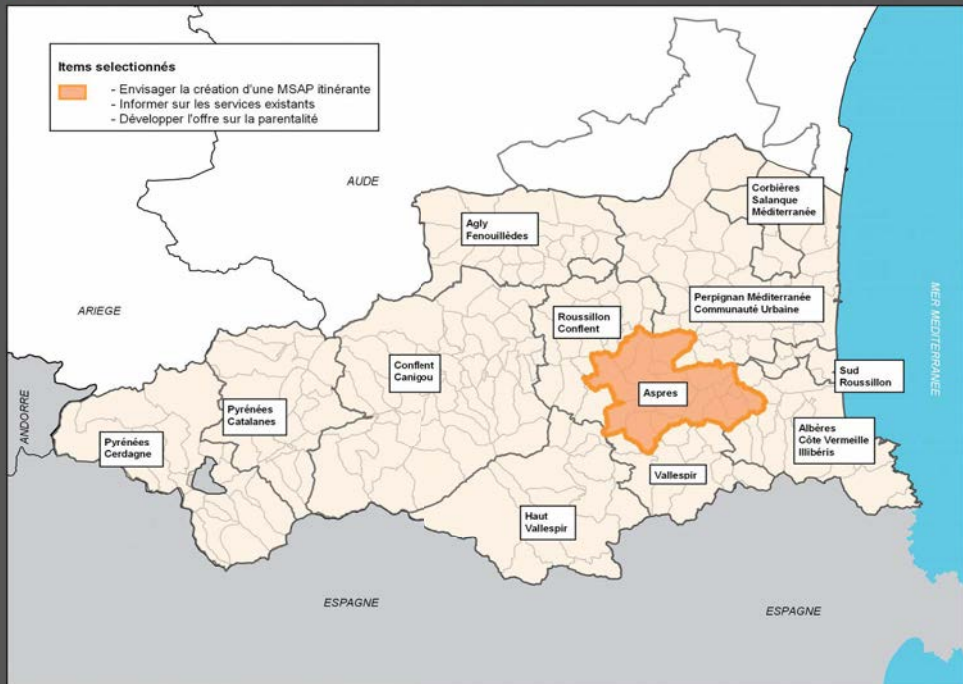 Items selectionnés
- Envisager la création d'une MSAP itinérante
- Informer sur les services existants
- Développer l'offre sur la parentalité
AUDE
Corbières
Salanque
Méditerranée
Agly
Fenouillèdes
ARIEGE
Perpignan Méditerranée
Communauté Urbaine
Roussillon
Conflent
MER MEDITERRANEE
Conflent
Canigou
Sud
Roussillon
Aspres
ANDORRE
Pyrénées
Catalanes
Albères
Côte Vermeille
Illibéris
Pyrénées
Cerdagne
Vallespir
Haut
Vallespir
ESPAGNE
ESPAGNE